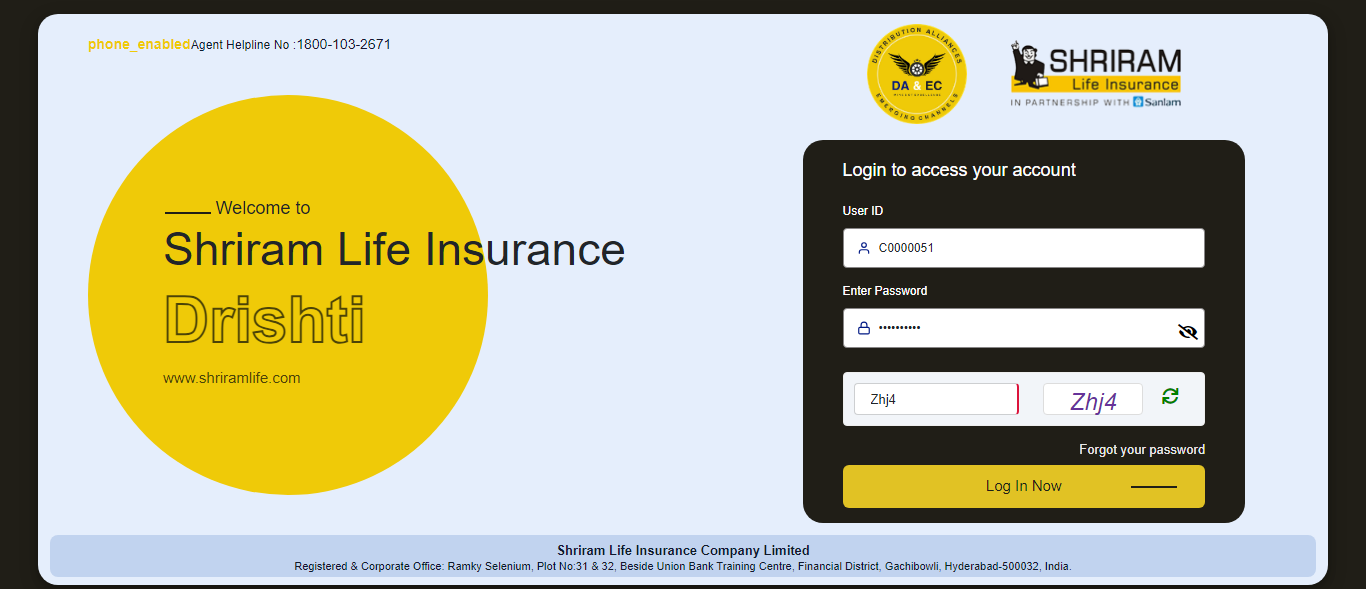 phone_enabledAgent Helpline No :1800-103-2671
DISTRIBUTION ALLIANCES
DA & EC
EMERGING CHANNELS
SHRIRAM
Life Insurance
IN PARTNERSHIP WITH Sanlam
Welcome to
Shriram Life Insurance
Drishti
www.shriramlife.com
Login to access your account
User ID
C0000051
Enter Password
••••••••••
Zhj4
Zhj4
Forgot your password
Log In Now
Shriram Life Insurance Company Limited
Registered & Corporate Office: Ramky Selenium, Plot No:31 & 32, Beside Union Bank Training Centre, Financial District, Gachibowli, Hyderabad-500032, India.